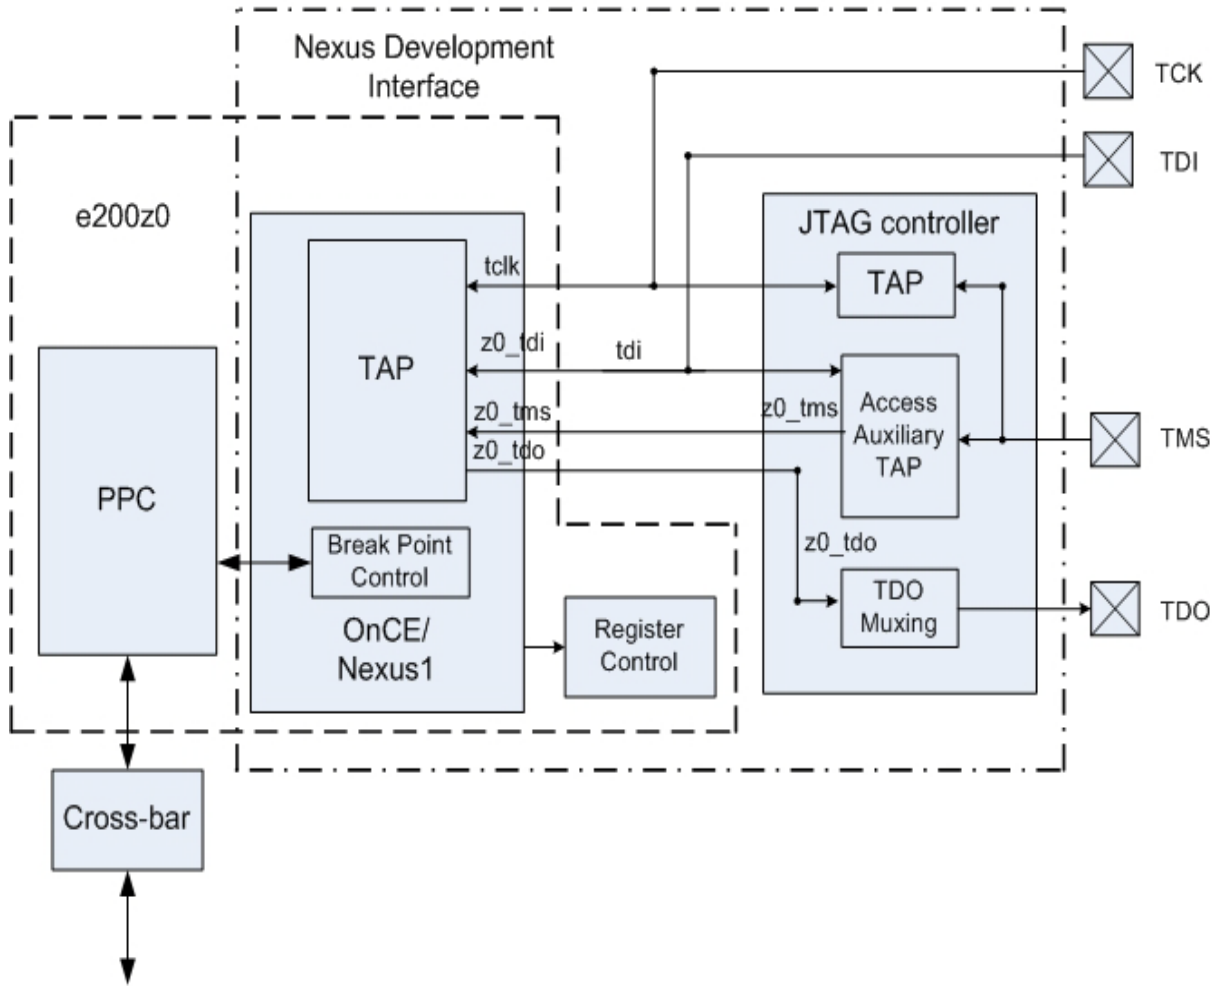 Nexus Development
Interface
TCK
TDI
e200z0
JTAG controller
tclk
TAP
z0_tdi
tdi
TAP
z0_tms
z0_tms
Access
Auxiliary
TAP
TMS
z0_tdo
PPC
z0_tdo
Break Point
Control
TDO
Muxing
TDO
OnCE/
Nexus1
Register
Control
Cross-bar